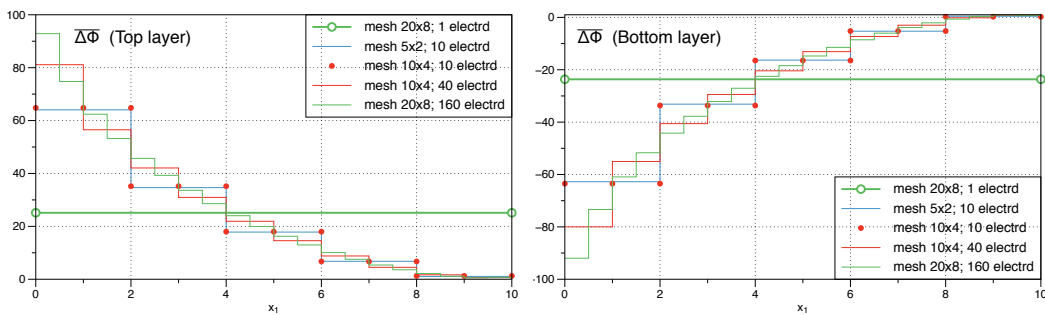 100
80
60
40
20
0
ΔΦ (Top layer)
mesh 20x8; 1 electrd
mesh 5x2; 10 electrd
mesh 10x4; 10 electrd
mesh 10x4; 40 electrd
mesh 20x8; 160 electrd
0 2 4 6 8 10
x1
0
-20
-40
-60
-80
-100
ΔΦ (Bottom layer)
mesh 20x8; 1 electrd
mesh 5x2; 10 electrd
mesh 10x4; 10 electrd
mesh 10x4; 40 electrd
mesh 20x8; 160 electrd
0 2 4 6 8 10
x1